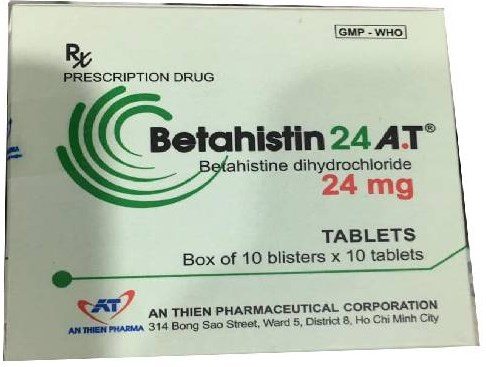 GMP - WHO
Rx
PRESCRIPTION DRUG
Betahistin 24 A.T®
Betahistine dihydrochloride
24 mg
TABLETS
Box of 10 blisters x 10 tablets
AT
AN THIEN PHARMA
AN THIEN PHARMACEUTICAL CORPORATION
314 Bong Sao Street, Ward 5, District 8, Ho Chi Minh City